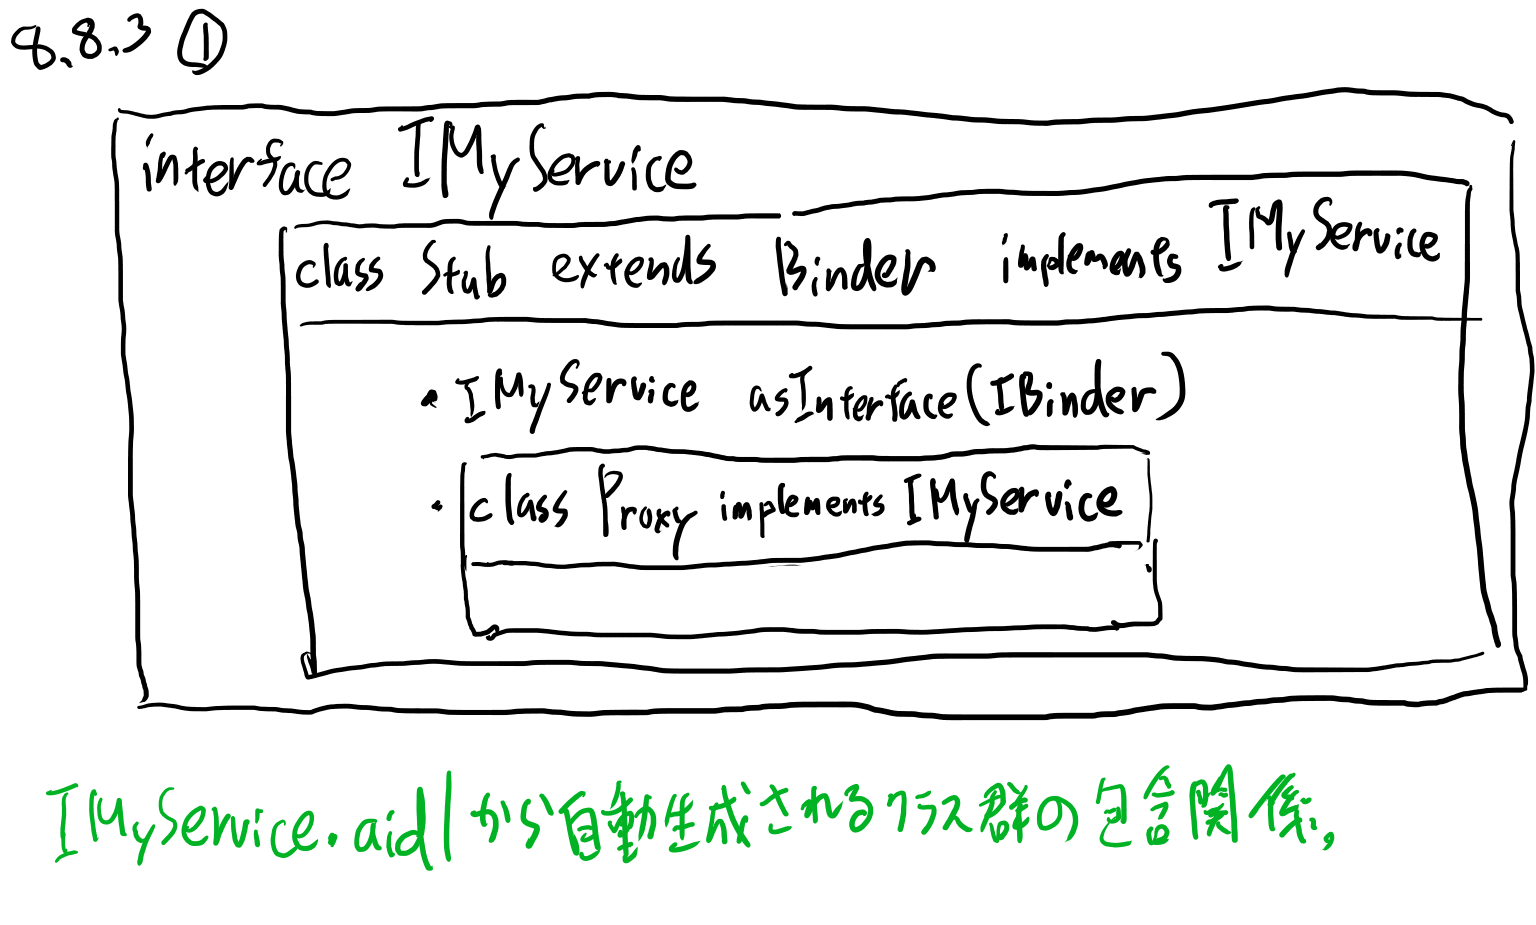 8.8.3 ①
interface IMyService
class Stub extends Binder implements IMyService
・IMyService asInterface(IBinder)
・class Proxy implements IMyService
IMyService.aidlから自動生成されるクラス群の包含関係。